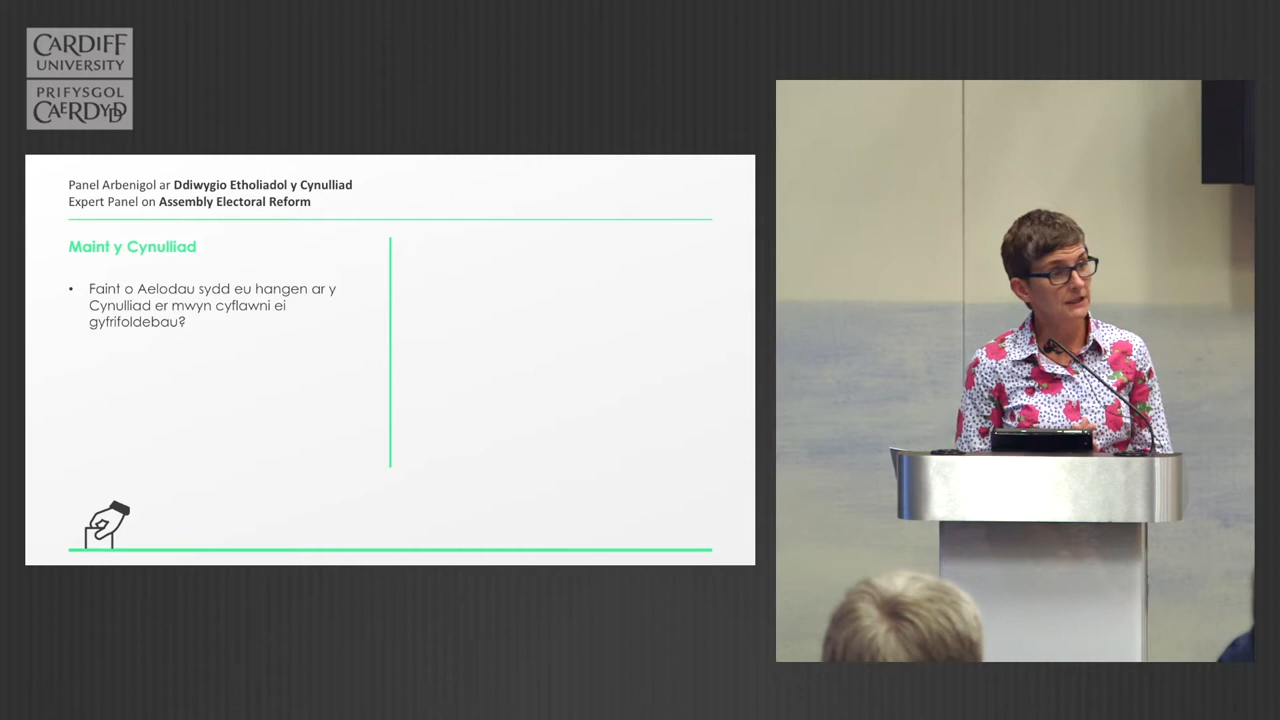 CARDIFF
UNIVERSITY
PRIFYSGOL
CAERDYDD
Panel Arbenigol ar Ddiwygio Etholiadol y Cynulliad
Expert Panel on Assembly Electoral Reform
Maint y Cynulliad
• Faint o Aelodau sydd eu hangen ar y
Cynulliad er mwyn cyflawni ei
gyfrifoldebau?